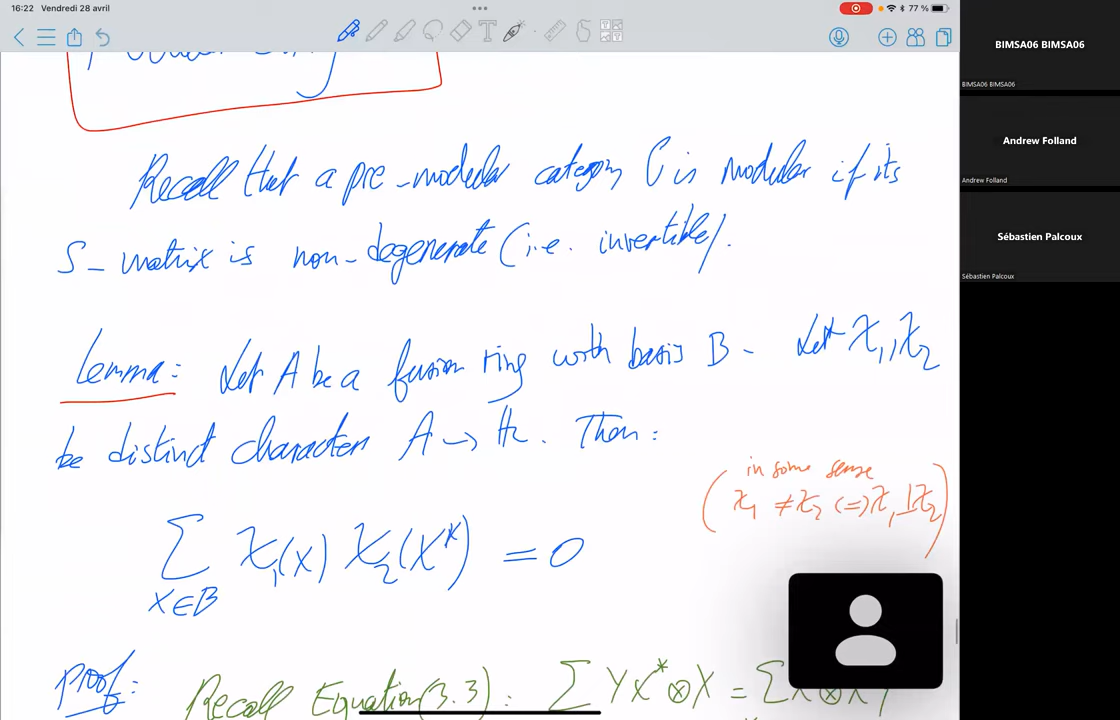 16:22 Vendredi 28 avril
77 %
Recall that a pre-modular category C is modular if its
S-matrix is non-degenerate (i.e. invertible).
Lemma: Let A be a fusion ring with basis B. Let χ₁, χ₂
be distinct characters A → k. Then:
(in some sense
χ₁ ≠ χ₂ (=) χ₁ ⊥ χ₂)
∑ χ₁(X) χ₂(X*) = 0
X∈B
Proof: Recall Equation (3.3): ∑ YX* ⊗ X = ∑
BIMSA06 BIMSA06
BIMSA06 BIMSA06
Andrew Folland
Andrew Folland
Sébastien Palcoux
Sébastien Palcoux